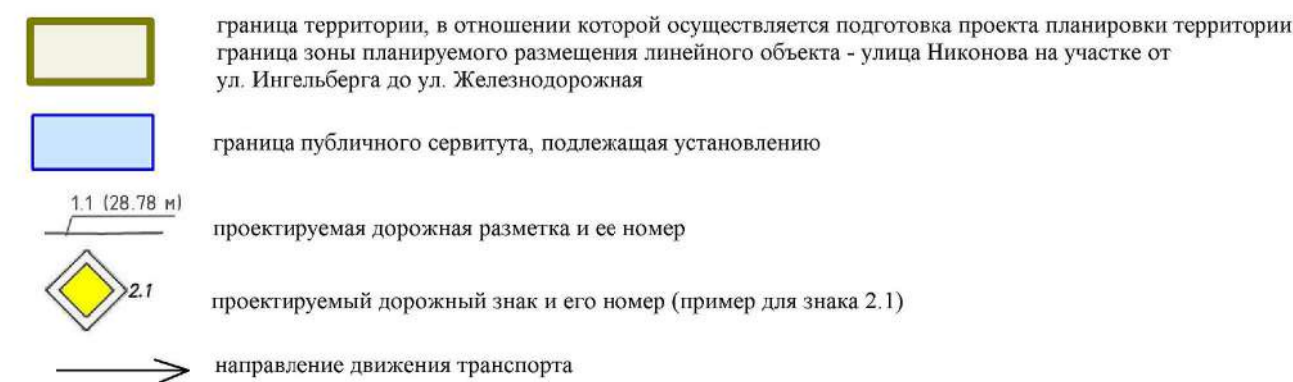 граница территории, в отношении которой осуществляется подготовка проекта планировки территории
граница зоны планируемого размещения линейного объекта - улица Никонова на участке от
ул. Ингельберга до ул. Железнодорожная
граница публичного сервитута, подлежащая установлению
1.1 (28.78 м)
проектируемая дорожная разметка и ее номер
2.1
проектируемый дорожный знак и его номер (пример для знака 2.1)
направление движения транспорта